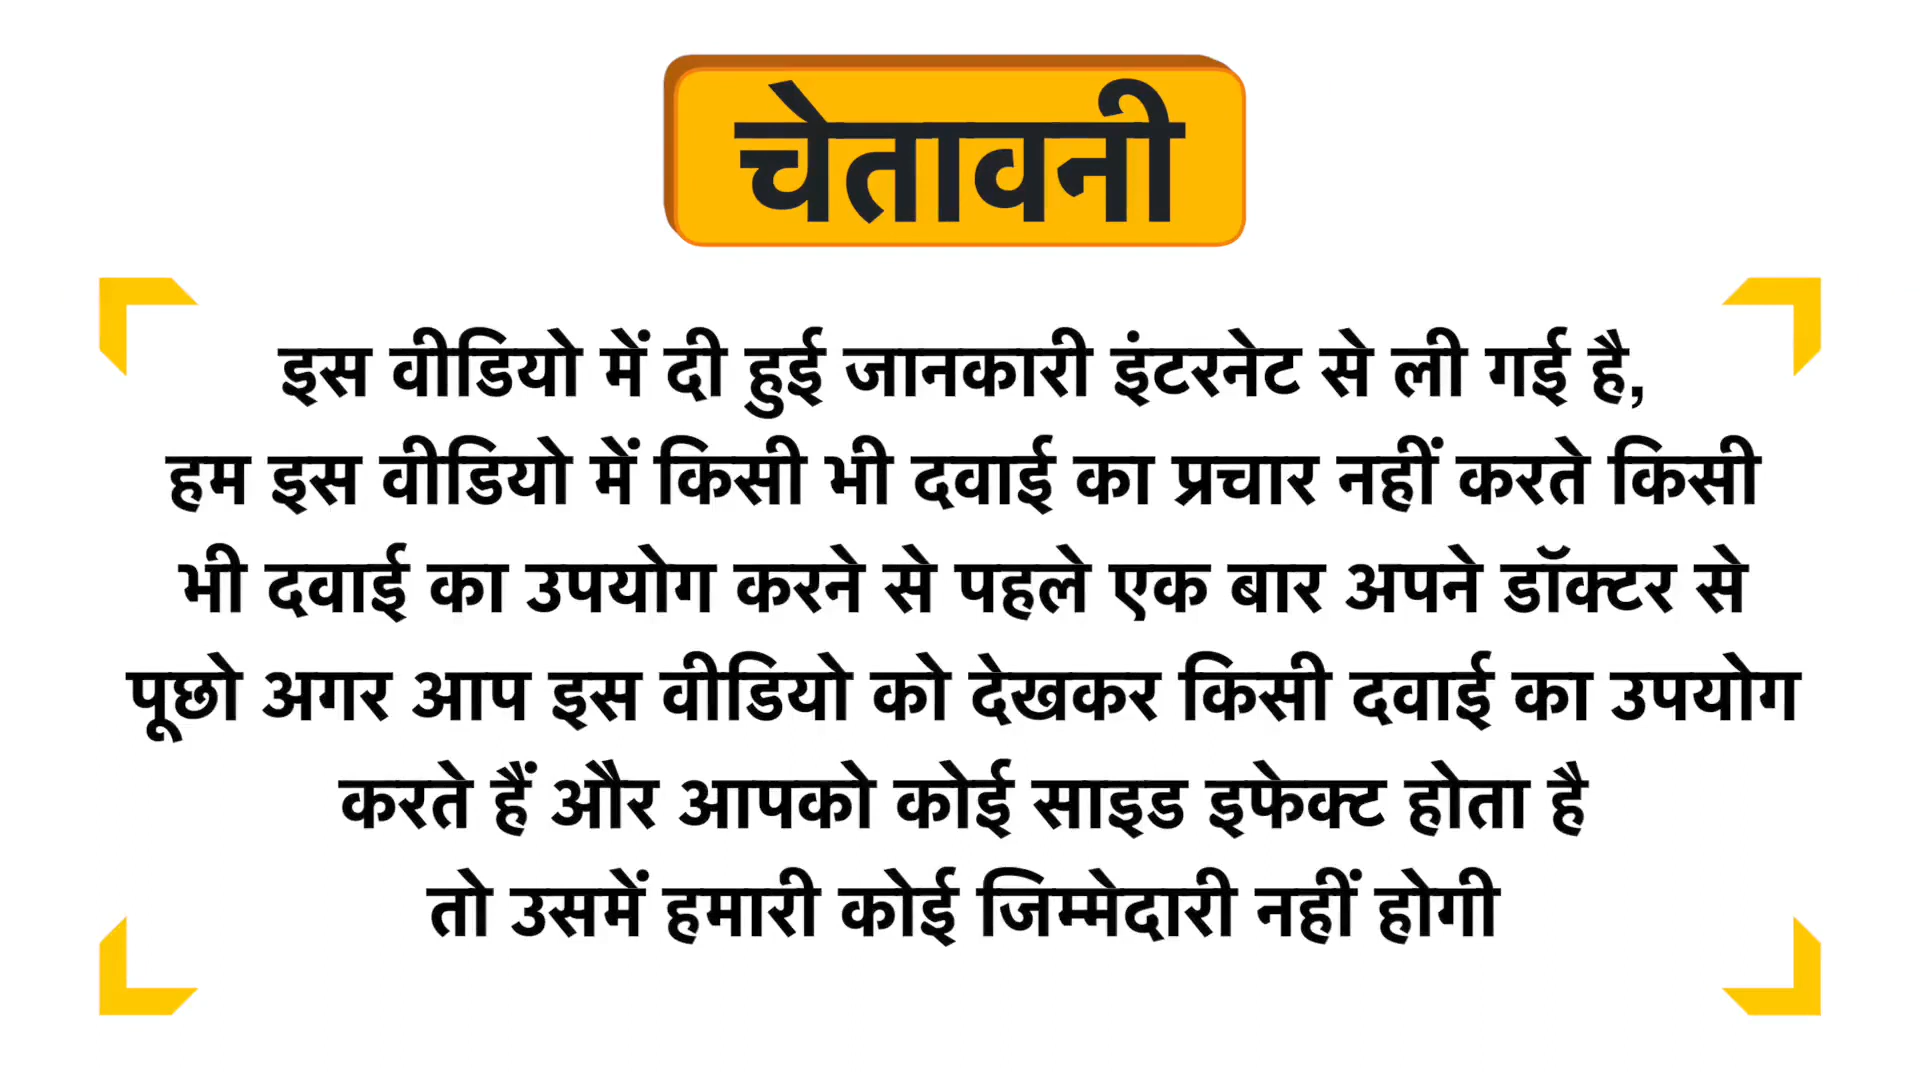 चेतावनी
इस वीडियो में दी हुई जानकारी इंटरनेट से ली गई है,
हम इस वीडियो में किसी भी दवाई का प्रचार नहीं करते किसी
भी दवाई का उपयोग करने से पहले एक बार अपने डॉक्टर से
पूछो अगर आप इस वीडियो को देखकर किसी दवाई का उपयोग
करते हैं और आपको कोई साइड इफेक्ट होता है
तो उसमें हमारी कोई जिम्मेदारी नहीं होगी